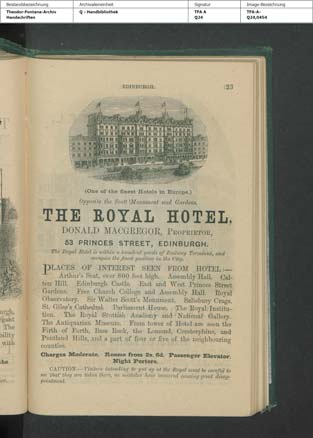 Bestandsbezeichnung Archivaleinheit Signatur Image-Bezeichnung
Theodor-Fontane-Archiv Q - Handbibliothek TFA A TFA-A-
Handschriften Q24 Q24,0454
EDINBURGH. 23
(One of the finest Hotels in Europe.)
Opposite the Scott Monument and Gardens.
THE ROYAL HOTEL,
DONALD MACGREGOR, PROPRIETOR,
53 PRINCES STREET, EDINBURGH.
The Royal Hotel is within a hundred yards of Railway Terminal, and
occupies the finest position in the City.
PLACES OF INTEREST SEEN FROM HOTEL:—
Arthur's Seat, over 800 feet high. Assembly Hall. Cal-
ton Hill. Edinburgh Castle. East and West Princes Street
Gardens. Free Church College and Assembly Hall. Royal
Observatory. Sir Walter Scott's Monument. Salisbury Crags.
St. Giles's Cathedral. Parliament House. The Royal Institu-
tion. The Royal Scottish Academy and National Gallery.
The Antiquarian Museum. From tower of Hotel are seen the
Firth of Forth, Bass Rock, the Lomond, Corstorphine, and
Pentland Hills, and a part of four or five of the neighbouring
counties.
Charges Moderate. Rooms from 2s. 6d. Passenger Elevator.
Night Porters.
CAUTION.—Visitors intending to put up at the Royal must be careful to
see that they are taken there, as mistakes have occurred causing great disap-
pointment.